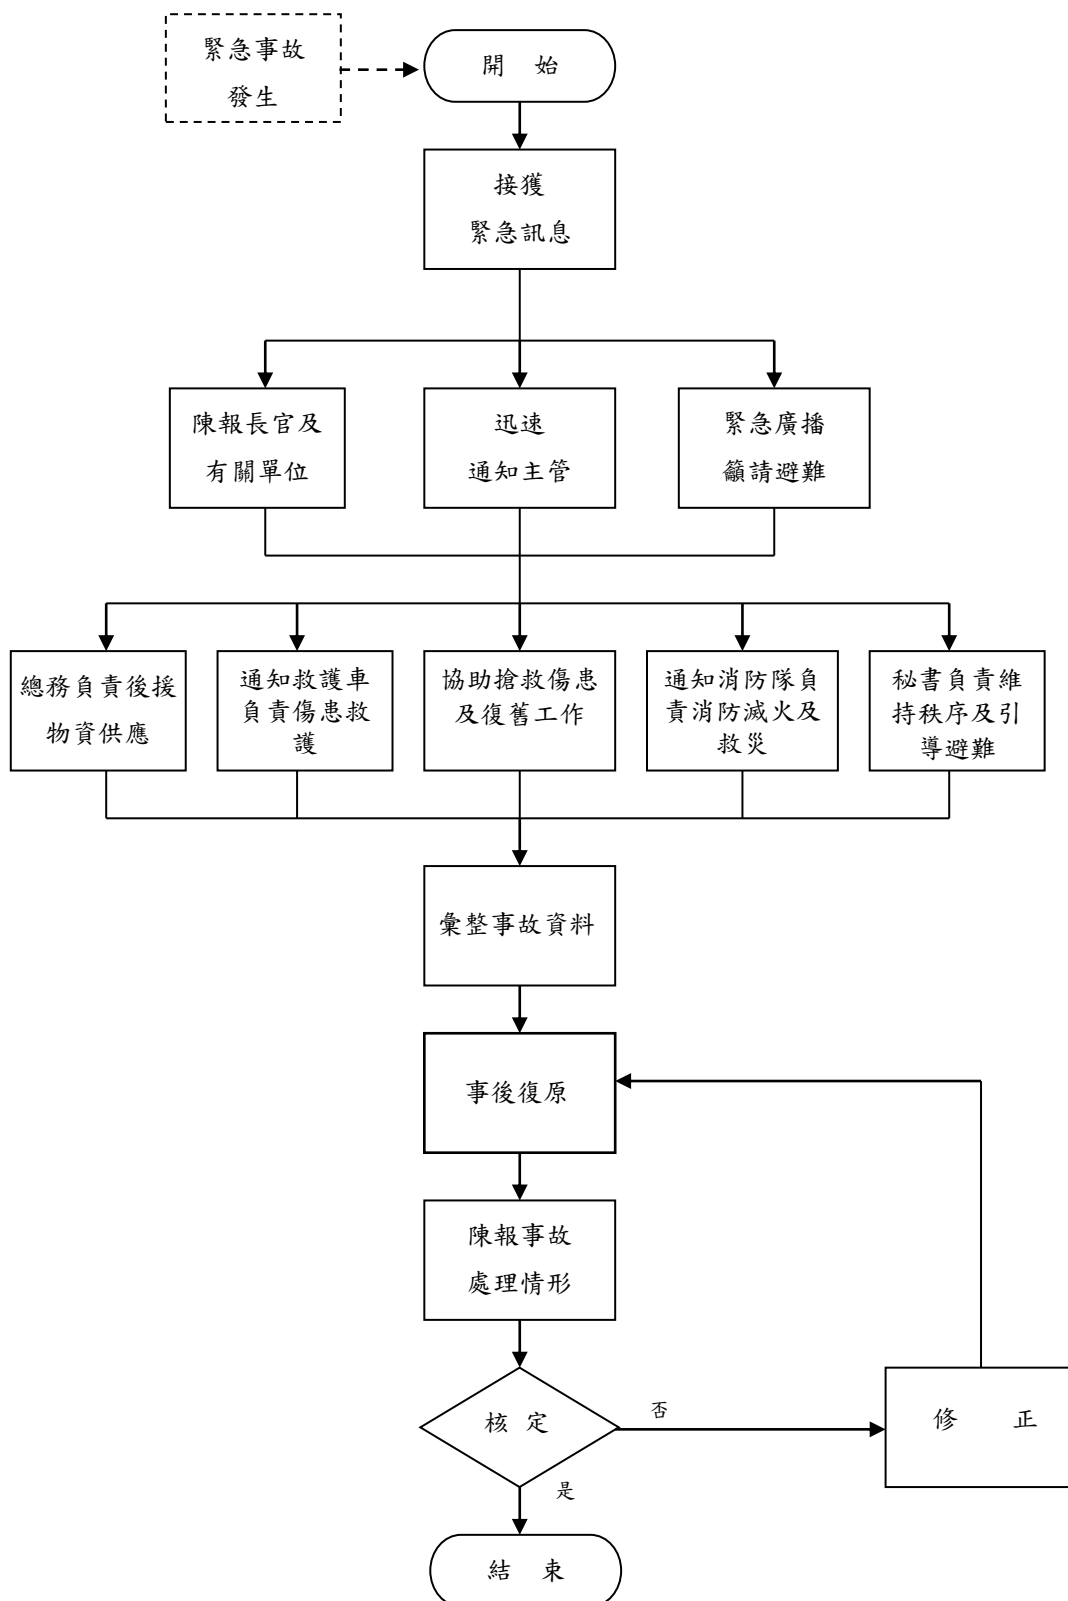 緊急事故
發生
開 始
接獲
緊急訊息
陳報長官及
有關單位
迅速
通知主管
緊急廣播
籲請避難
總務負責後援
物資供應
通知救護車
負責傷患救
護
協助搶救傷患
及復舊工作
通知消防隊負
責消防滅火及
救災
秘書負責維
持秩序及引
導避難
彙整事故資料
事後復原
陳報事故
處理情形
核 定
否
修 正
是
結 束